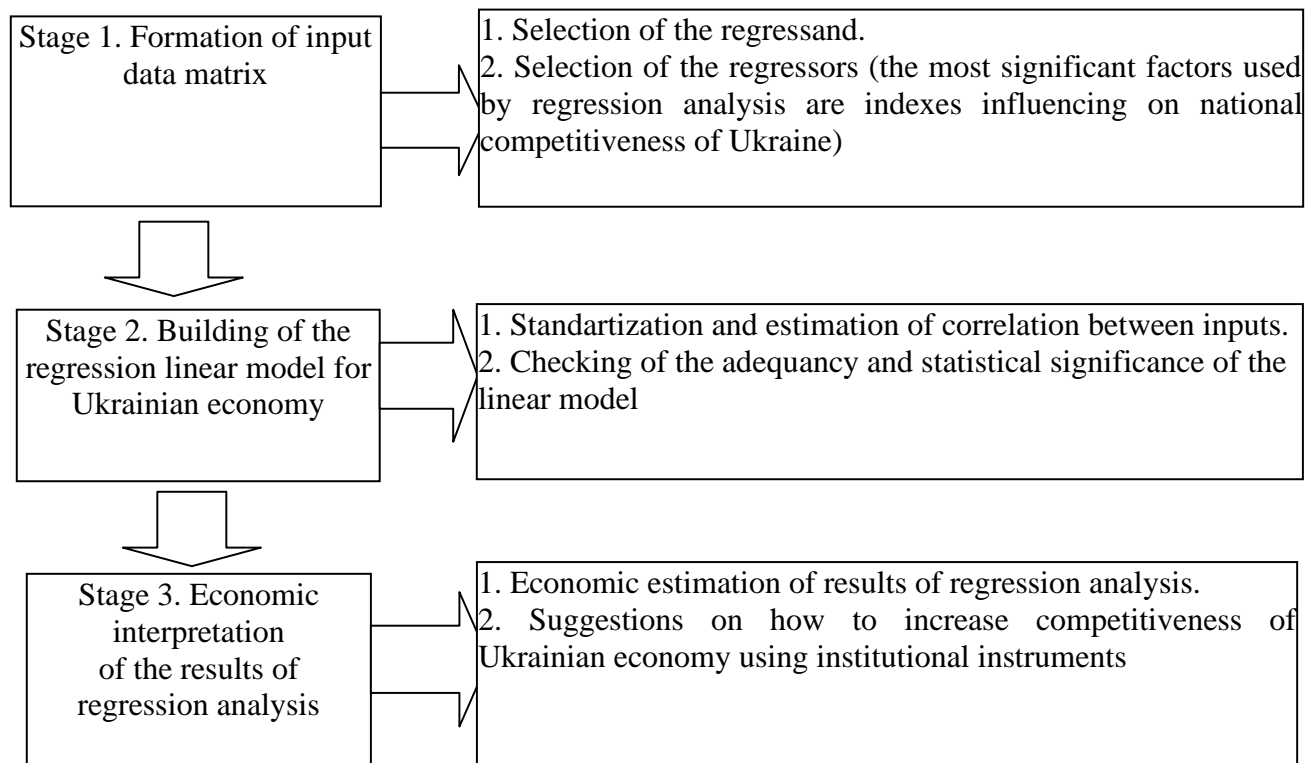 Stage 1. Formation of input
data matrix
1. Selection of the regressand.
2. Selection of the regressors (the most significant factors used
by regression analysis are indexes influencing on national
competitiveness of Ukraine)
Stage 2. Building of the
regression linear model for
Ukrainian economy
1. Standartization and estimation of correlation between inputs.
2. Checking of the adequancy and statistical significance of the
linear model
Stage 3. Economic
interpretation
of the results of
regression analysis
1. Economic estimation of results of regression analysis.
2. Suggestions on how to increase competitiveness of
Ukrainian economy using institutional instruments